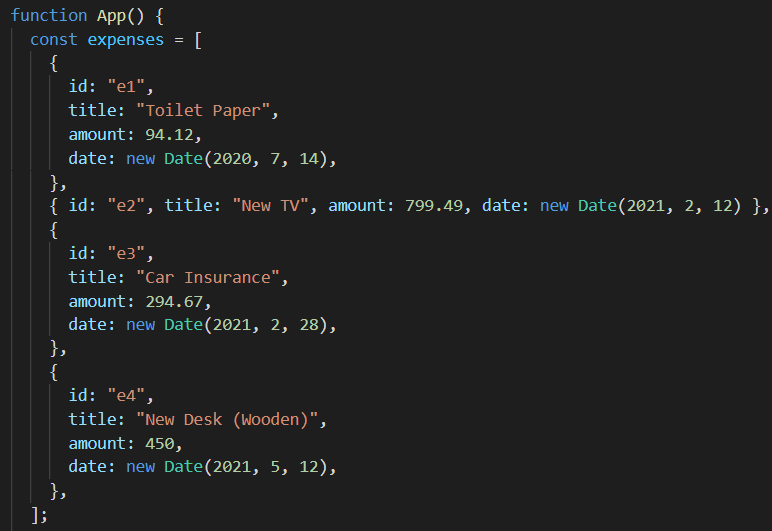 function App() {
  const expenses = [
    {
      id: "e1",
      title: "Toilet Paper",
      amount: 94.12,
      date: new Date(2020, 7, 14),
    },
    { id: "e2", title: "New TV", amount: 799.49, date: new Date(2021, 2, 12) },
    {
      id: "e3",
      title: "Car Insurance",
      amount: 294.67,
      date: new Date(2021, 2, 28),
    },
    {
      id: "e4",
      title: "New Desk (Wooden)",
      amount: 450,
      date: new Date(2021, 5, 12),
    },
  ];